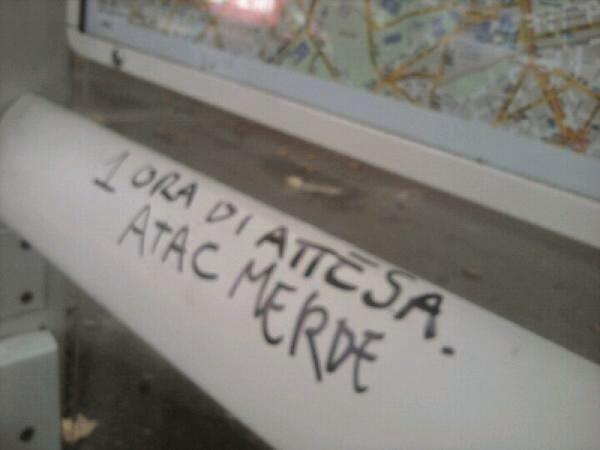 1 ORA DI ATTESA.
ATAC MERDE